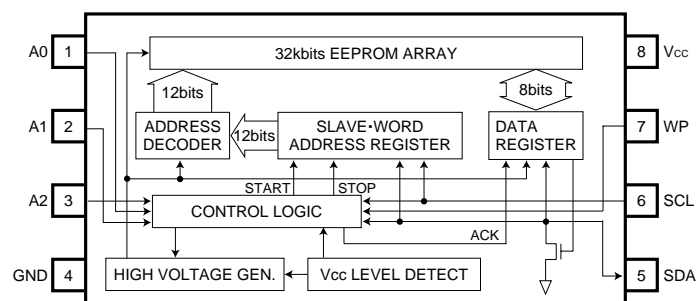 A0 1
32kbits EEPROM ARRAY
8 Vcc
12bits
8bits
A1 2
ADDRESS
DECODER
12bits
SLAVE・WORD
ADDRESS REGISTER
DATA
REGISTER
7 WP
START
STOP
A2 3
CONTROL LOGIC
6 SCL
ACK
GND 4
HIGH VOLTAGE GEN.
Vcc LEVEL DETECT
5 SDA